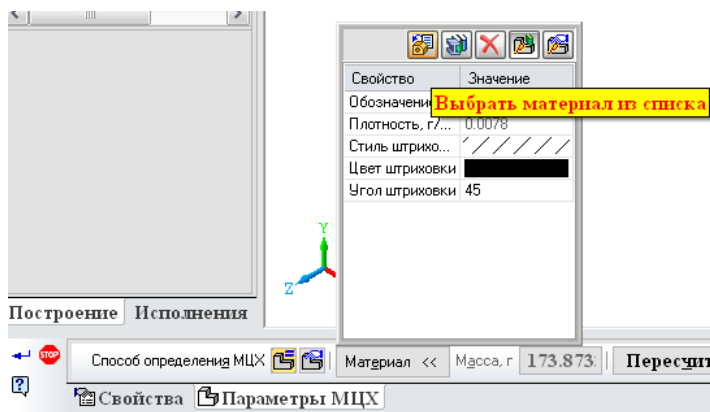 Свойство Значение
Обозначение Выбрать материал из списка
Плотность, г/... 0.0078
Стиль штрихо...
Цвет штриховки
Угол штриховки 45
Y
Z
Построение Исполнения
STOP Способ определения МЦХ Материал << Масса, г 173.873 Пересчит
? Свойства Параметры МЦХ